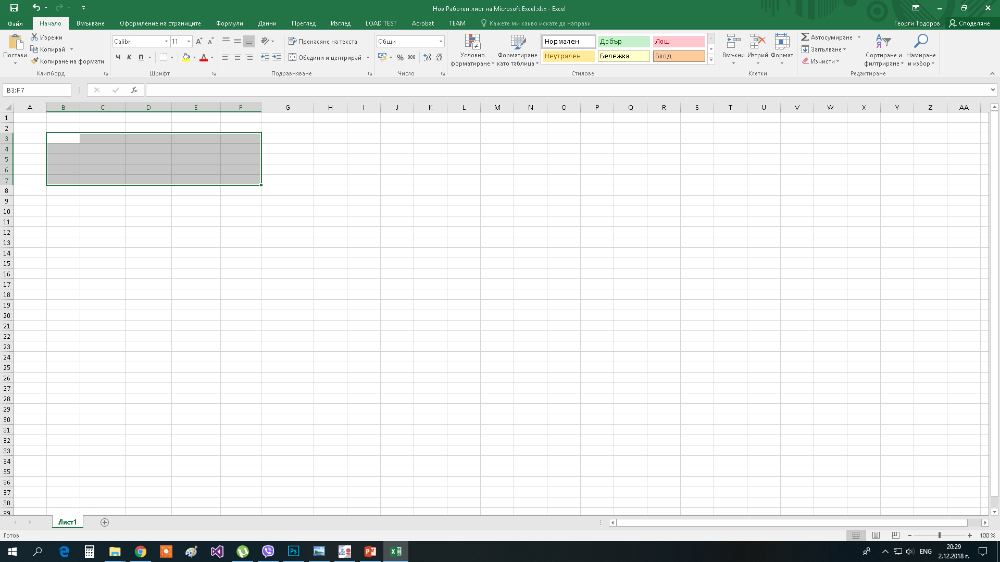 Нов Работен лист на Microsoft Excel.xlsx - Excel
Файл Начало Вмъкване Оформление на страниците Формули Данни Преглед Изглед LOAD TEST Acrobat TEAM Кажете ми какво искате да направи Георги Тодоров Споделяне
Постави
Изрежи
Копирай
Копиране на формати
Клипборд
Calibri 11
Ч К П А
Шрифт
Пренасяне на текста
Обедини и центрирай
Подравняване
Общи
% 000
Число
Условно форматиране
Форматиране като таблица
Нормален Добър Лош
Неутрален Бележка Вход
Стилове
Вмъкни Изтрий Формат
Клетки
Автосумиране
Запълване
Изчисти
Сортиране и филтриране
Намиране и избор
Редактиране
B3:F7 fx
A B C D E F G H I J K L M N O P Q R S T U V W X Y Z AA
1
2
3
4
5
6
7
8
9
10
11
12
13
14
15
16
17
18
19
20
21
22
23
24
25
26
27
28
29
30
31
32
33
34
35
36
37
38
39
Лист1
Готов 100 %
ENG 20:29
2.12.2018 г.